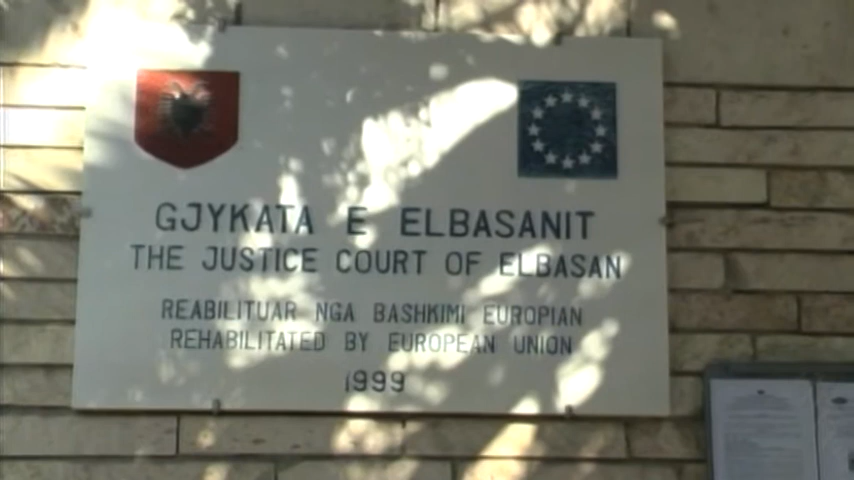 GJYKATA E ELBASANIT
THE JUSTICE COURT OF ELBASAN
REABILITUAR NGA BASHKIMI EUROPIAN
REHABILITATED BY EUROPEAN UNION
1999